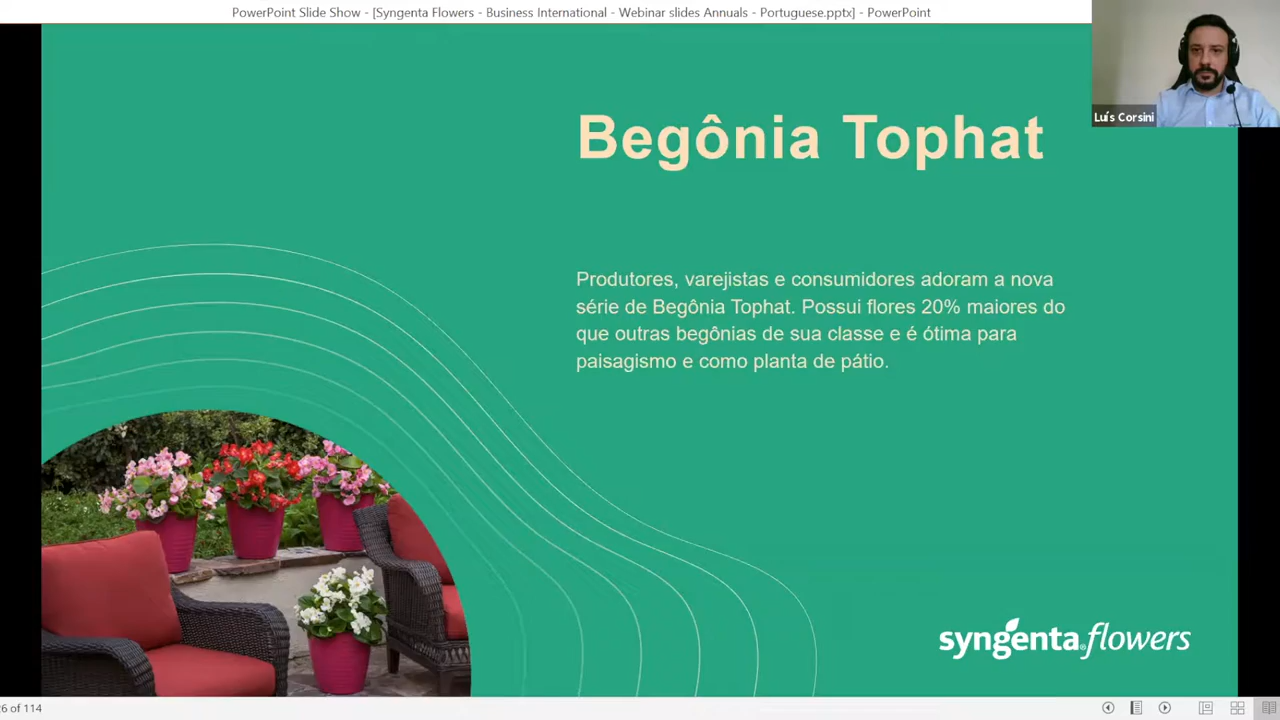 PowerPoint Slide Show - [Syngenta Flowers - Business International - Webinar slides Annuals - Portuguese.pptx] - PowerPoint
Luís Corsini
Begônia Tophat
Produtores, varejistas e consumidores adoram a nova
série de Begônia Tophat. Possui flores 20% maiores do
que outras begônias de sua classe e é ótima para
paisagismo e como planta de pátio.
syngenta® flowers
6 of 114